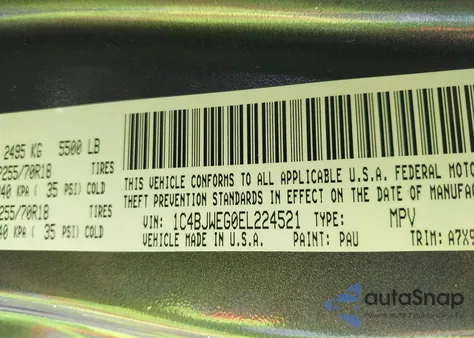 2495 KG 5500 LB
255/70R18 TIRES
40 KPA ( 35 PSI) COLD
255/70R18 TIRES
40 KPA ( 35 PSI) COLD
THIS VEHICLE CONFORMS TO ALL APPLICABLE U.S.A. FEDERAL MOTO
THEFT PREVENTION STANDARDS IN EFFECT ON THE DATE OF MANUFAC
VIN: 1C4BJWEG0EL224521 TYPE: MPV
VEHICLE MADE IN U.S.A. PAINT: PAU TRIM: A7X9
autoSnap